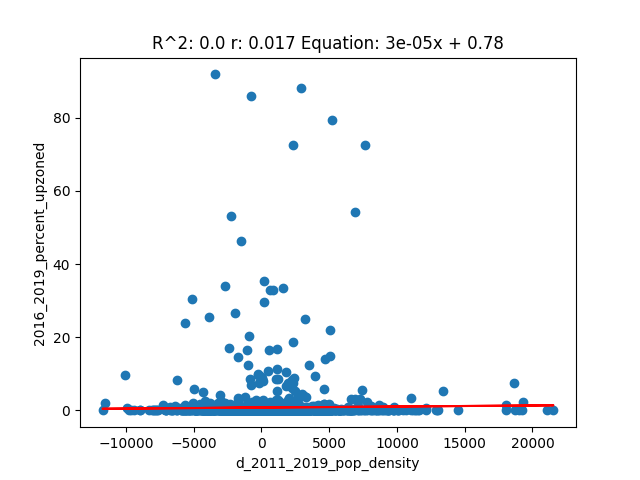 R^2: 0.0 r: 0.017 Equation: 3e-05x + 0.78
2016_2019_percent_upzoned
80
60
40
20
0
−10000 −5000 0 5000 10000 15000 20000
d_2011_2019_pop_density